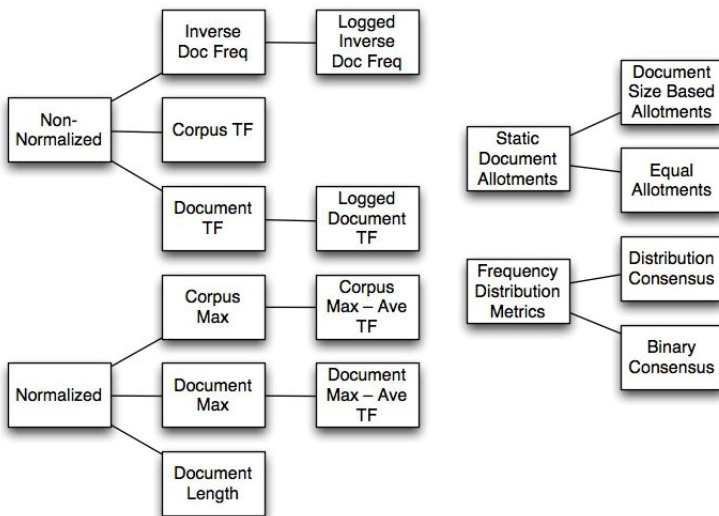 Non-
Normalized
Inverse
Doc Freq
Logged
Inverse
Doc Freq
Corpus TF
Document
TF
Logged
Document
TF
Normalized
Corpus
Max
Corpus
Max – Ave
TF
Document
Max
Document
Max – Ave
TF
Document
Length
Static
Document
Allotments
Document
Size Based
Allotments
Equal
Allotments
Frequency
Distribution
Metrics
Distribution
Consensus
Binary
Consensus